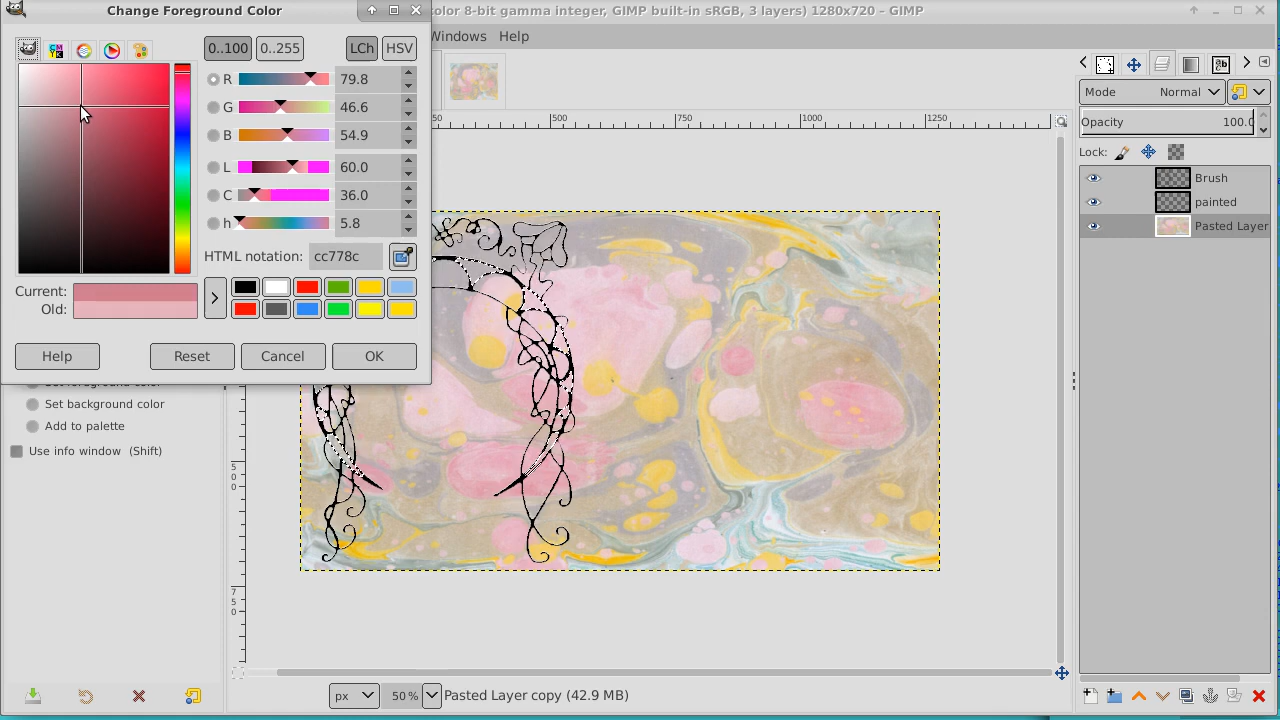 Change Foreground Color
color 8-bit gamma integer, GIMP built-in sRGB, 3 layers) 1280x720 – GIMP
Windows Help
0..100 0..255 LCh HSV
R 79.8
G 46.6
B 54.9
L 60.0
C 36.0
h 5.8
HTML notation: cc778c
Current:
Old:
Help Reset Cancel OK
Set background color
Add to palette
Use info window (Shift)
500 750 1000 1250
500
750
Mode Normal
Opacity 100.0
Lock:
Brush
painted
Pasted Layer
px 50 % Pasted Layer copy (42.9 MB)